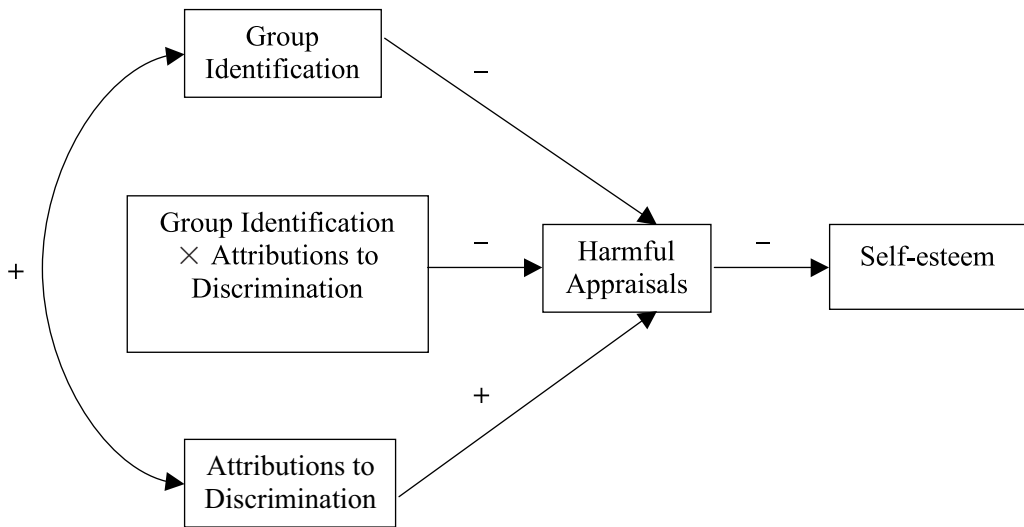 Group
Identification
–
Group Identification
× Attributions to
Discrimination
–
Harmful
Appraisals
–
Self-esteem
+
+
Attributions to
Discrimination